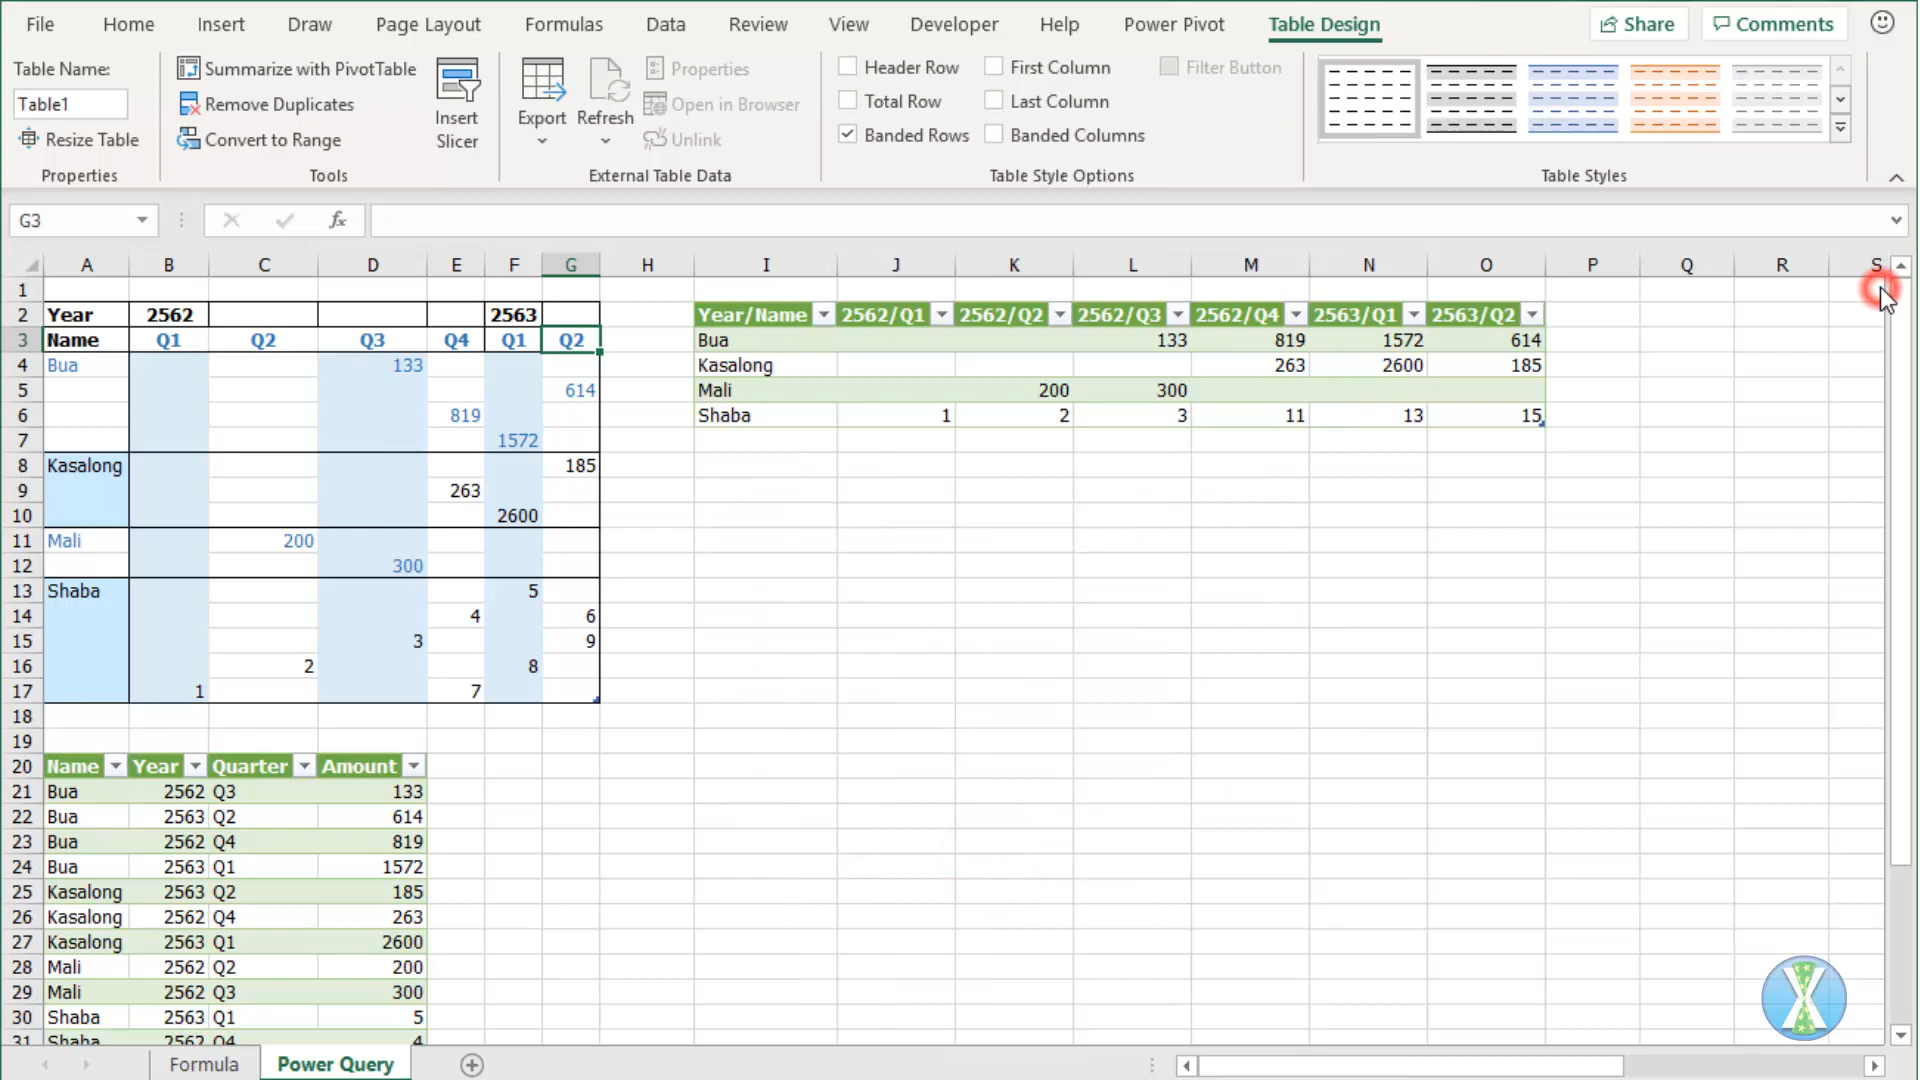 File Home Insert Draw Page Layout Formulas Data Review View Developer Help Power Pivot Table Design Share Comments
Table Name:
Table1
Resize Table
Properties
Summarize with PivotTable
Remove Duplicates
Convert to Range
Insert
Slicer
Tools
Export Refresh
Properties
Open in Browser
Unlink
External Table Data
Header Row First Column Filter Button
Total Row Last Column
Banded Rows Banded Columns
Table Style Options
Table Styles
G3 fx
A B C D E F G H I J K L M N O P Q R S
1
2 Year 2562 2563 Year/Name 2562/Q1 2562/Q2 2562/Q3 2562/Q4 2563/Q1 2563/Q2
3 Name Q1 Q2 Q3 Q4 Q1 Q2 Bua 133 819 1572 614
4 Bua 133 Kasalong 263 2600 185
5 614 Mali 200 300
6 819 Shaba 1 2 3 11 13 15
7 1572
8 Kasalong 185
9 263
10 2600
11 Mali 200
12 300
13 Shaba 5
14 4 6
15 3 9
16 2 8
17 1 7
18
19
20 Name Year Quarter Amount
21 Bua 2562 Q3 133
22 Bua 2563 Q2 614
23 Bua 2562 Q4 819
24 Bua 2563 Q1 1572
25 Kasalong 2563 Q2 185
26 Kasalong 2562 Q4 263
27 Kasalong 2563 Q1 2600
28 Mali 2562 Q2 200
29 Mali 2562 Q3 300
30 Shaba 2563 Q1 5
31 Shaba 2562 Q4 4
Formula Power Query